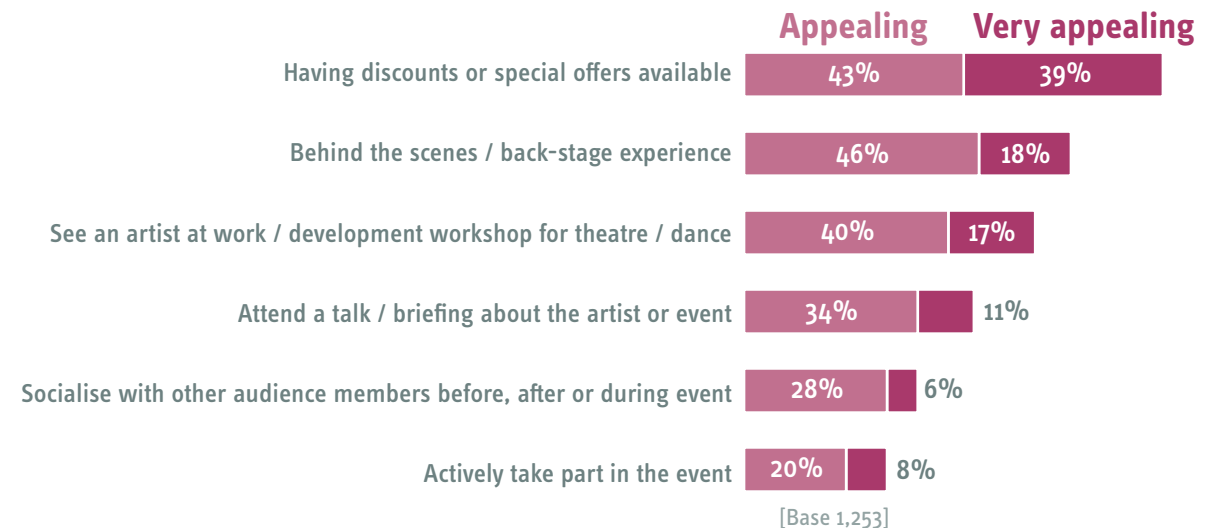 Appealing Very appealing
Having discounts or special offers available 43% 39%
Behind the scenes / back-stage experience 46% 18%
See an artist at work / development workshop for theatre / dance 40% 17%
Attend a talk / briefing about the artist or event 34% 11%
Socialise with other audience members before, after or during event 28% 6%
Actively take part in the event 20% 8%
[Base 1,253]